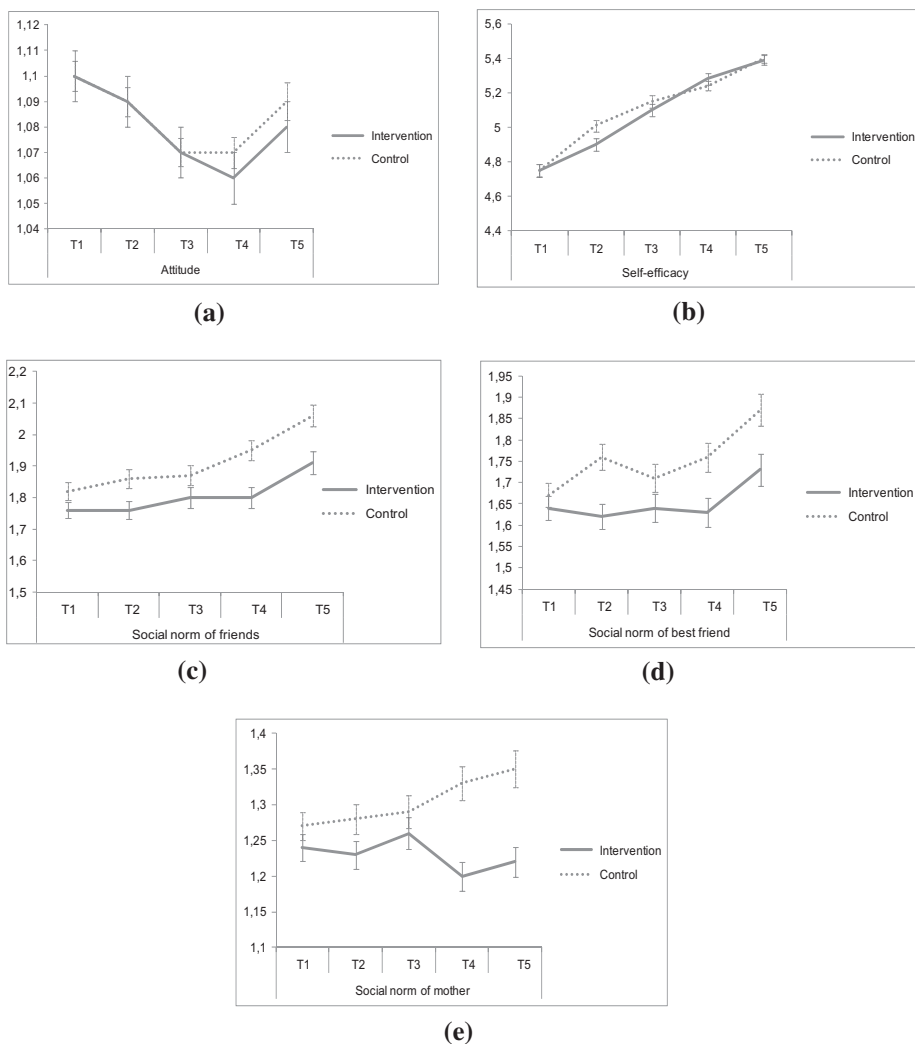 1,12
1,11
1,1
1,09
1,08
1,07
1,06
1,05
1,04
T1 T2 T3 T4 T5
Attitude
Intervention
Control
(a)
5,6
5,4
5,2
5
4,8
4,6
4,4
T1 T2 T3 T4 T5
Self-efficacy
Intervention
Control
(b)
2,2
2,1
2
1,9
1,8
1,7
1,6
1,5
T1 T2 T3 T4 T5
Social norm of friends
Intervention
Control
(c)
1,95
1,9
1,85
1,8
1,75
1,7
1,65
1,6
1,55
1,5
1,45
T1 T2 T3 T4 T5
Social norm of best friend
Intervention
Control
(d)
1,4
1,35
1,3
1,25
1,2
1,15
1,1
T1 T2 T3 T4 T5
Social norm of mother
Intervention
Control
(e)